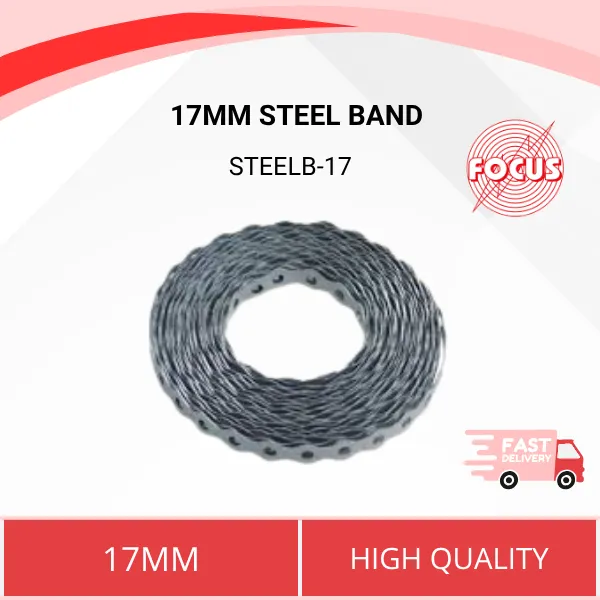 17MM STEEL BAND
STEELB-17
FOCUS
FAST
DELIVERY
17MM
HIGH QUALITY